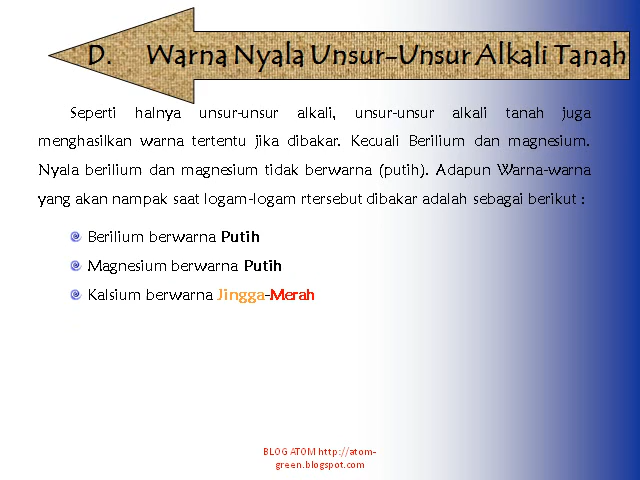 D. Warna Nyala Unsur-Unsur Alkali Tanah
Seperti halnya unsur-unsur alkali, unsur-unsur alkali tanah juga
menghasilkan warna tertentu jika dibakar. Kecuali Berilium dan magnesium.
Nyala berilium dan magnesium tidak berwarna (putih). Adapun Warna-warna
yang akan nampak saat logam-logam rtersebut dibakar adalah sebagai berikut :
Berilium berwarna Putih
Magnesium berwarna Putih
Kalsium berwarna Jingga-Merah
BLOG ATOM http://atom-
green.blogspot.com